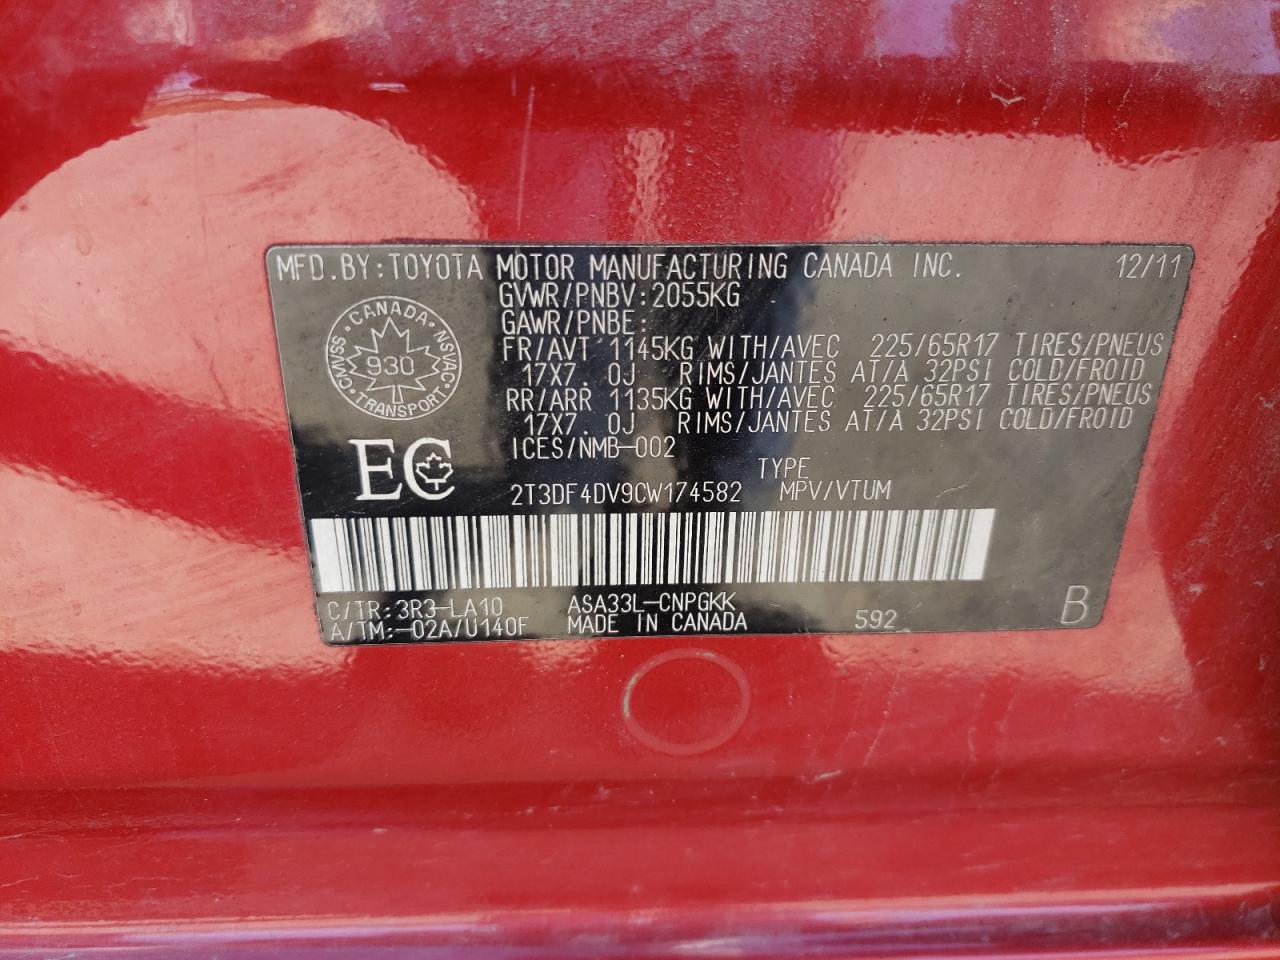 MFD.BY:TOYOTA MOTOR MANUFACTURING CANADA INC. 12/11
GVWR/PNBV:2055KG
GAWR/PNBE:
FR/AVT 1145KG WITH/AVEC 225/65R17 TIRES/PNEUS
17X7. 0J RIMS/JANTES AT/A 32PSI COLD/FROID
RR/ARR 1135KG WITH/AVEC 225/65R17 TIRES/PNEUS
17X7. 0J RIMS/JANTES AT/A 32PSI COLD/FROID
ICES/NMB-002
CANADA
CMVSS NSVAC
930
TRANSPORT
EC
TYPE
2T3DF4DV9CW174582 MPV/VTUM
C/TR:3R3-LA10 ASA33L-CNPGKK
A/TM:-02A/U140F MADE IN CANADA 592 B